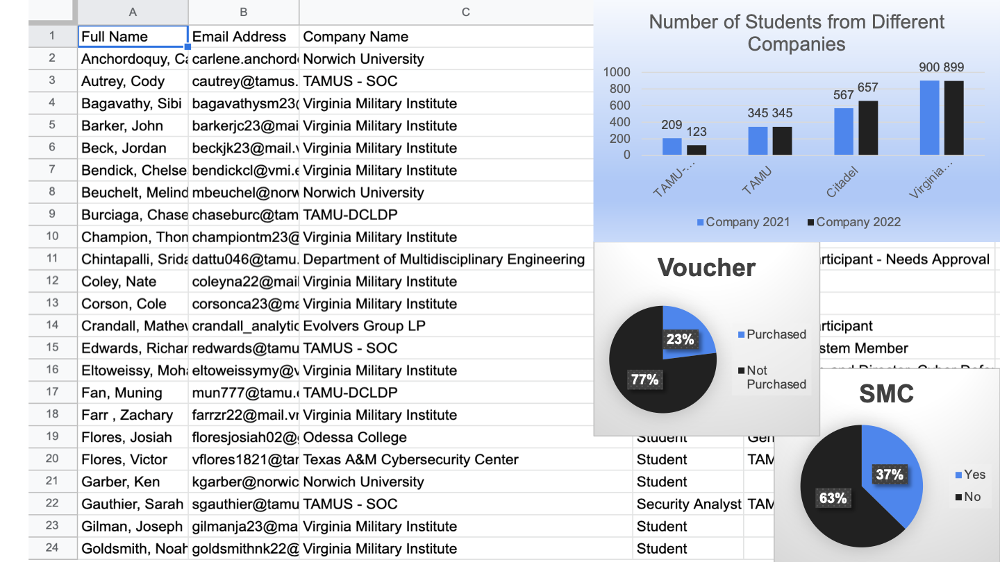 A B C
1 Full Name Email Address Company Name
2 Anchordoquy, carlene.anchord Norwich University
3 Autrey, Cody cautrey@tamus. TAMUS - SOC
4 Bagavathy, Sibi bagavathysm23 Virginia Military Institute
5 Barker, John barkerjc23@mai Virginia Military Institute
6 Beck, Jordan beckjk23@mail. Virginia Military Institute
7 Bendick, Chelse bendickcl@vmi. Virginia Military Institute
8 Beuchelt, Melind mbeuchel@norw Norwich University
9 Burciaga, Chase chaseburc@tam TAMU-DCLDP
10 Champion, Thom championtm23@ Virginia Military Institute
11 Chintapalli, Srida dattu046@tamu. Department of Multidisciplinary Engineering
12 Coley, Nate coleyna22@mail Virginia Military Institute
13 Corson, Cole corsonca23@ma Virginia Military Institute
14 Crandall, Mathew crandall_analytic Evolvers Group LP
15 Edwards, Richar redwards@tamu TAMUS - SOC
16 Eltoweissy, Moha eltoweissymy@v Virginia Military Institute
17 Fan, Muning mun777@tamu. TAMU-DCLDP
18 Farr , Zachary farrzr22@mail.v Virginia Military Institute
19 Flores, Josiah floresjosiah02@ Odessa College Student Gen
20 Flores, Victor vflores1821@tar Texas A&M Cybersecurity Center Student TAM
21 Garber, Ken kgarber@norwic Norwich University Student
22 Gauthier, Sarah sgauthier@tamu TAMUS - SOC Security Analyst TAM
23 Gilman, Joseph gilmanja23@ma Virginia Military Institute Student
24 Goldsmith, Noah goldsmithnk22@ Virginia Military Institute Student
Number of Students from Different
Companies
1000
800
600
400
200
0
209 123 345 345 567 657 900 899
TAMU-... TAMU Citadel Virginia...
Company 2021 Company 2022
rticipant - Needs Approval
rticipant
stem Member
and Director, Cyber Defe
Voucher
23%
77%
Purchased
Not
Purchased
SMC
37%
63%
Yes
No